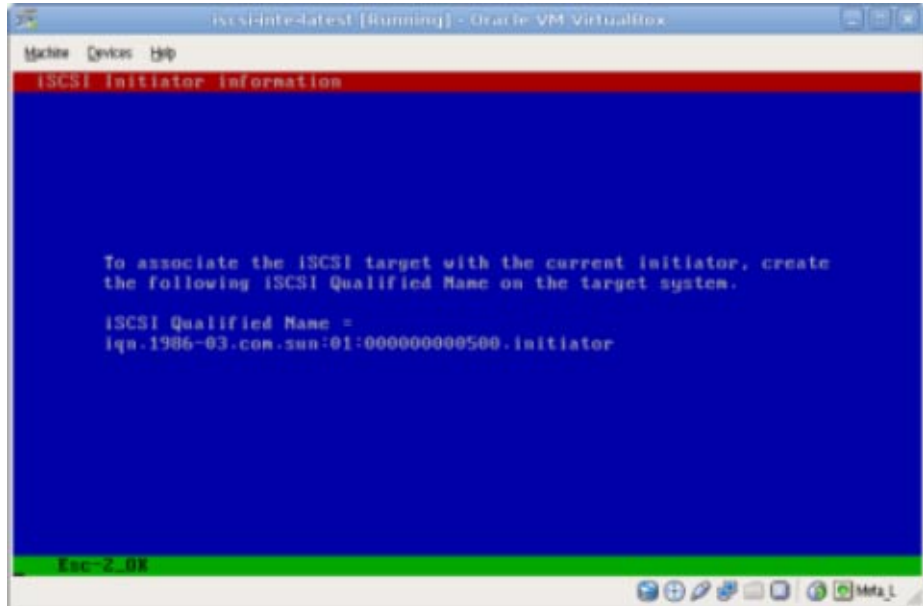 iscsi-inte-latest [Running] - Oracle VM VirtualBox
Machine Devices Help
iSCSI Initiator information
To associate the iSCSI target with the current initiator, create
the following iSCSI Qualified Name on the target system.
iSCSI Qualified Name =
iqn.1986-03.com.sun:01:000000000500.initiator
Esc-2_OK
Meta_L